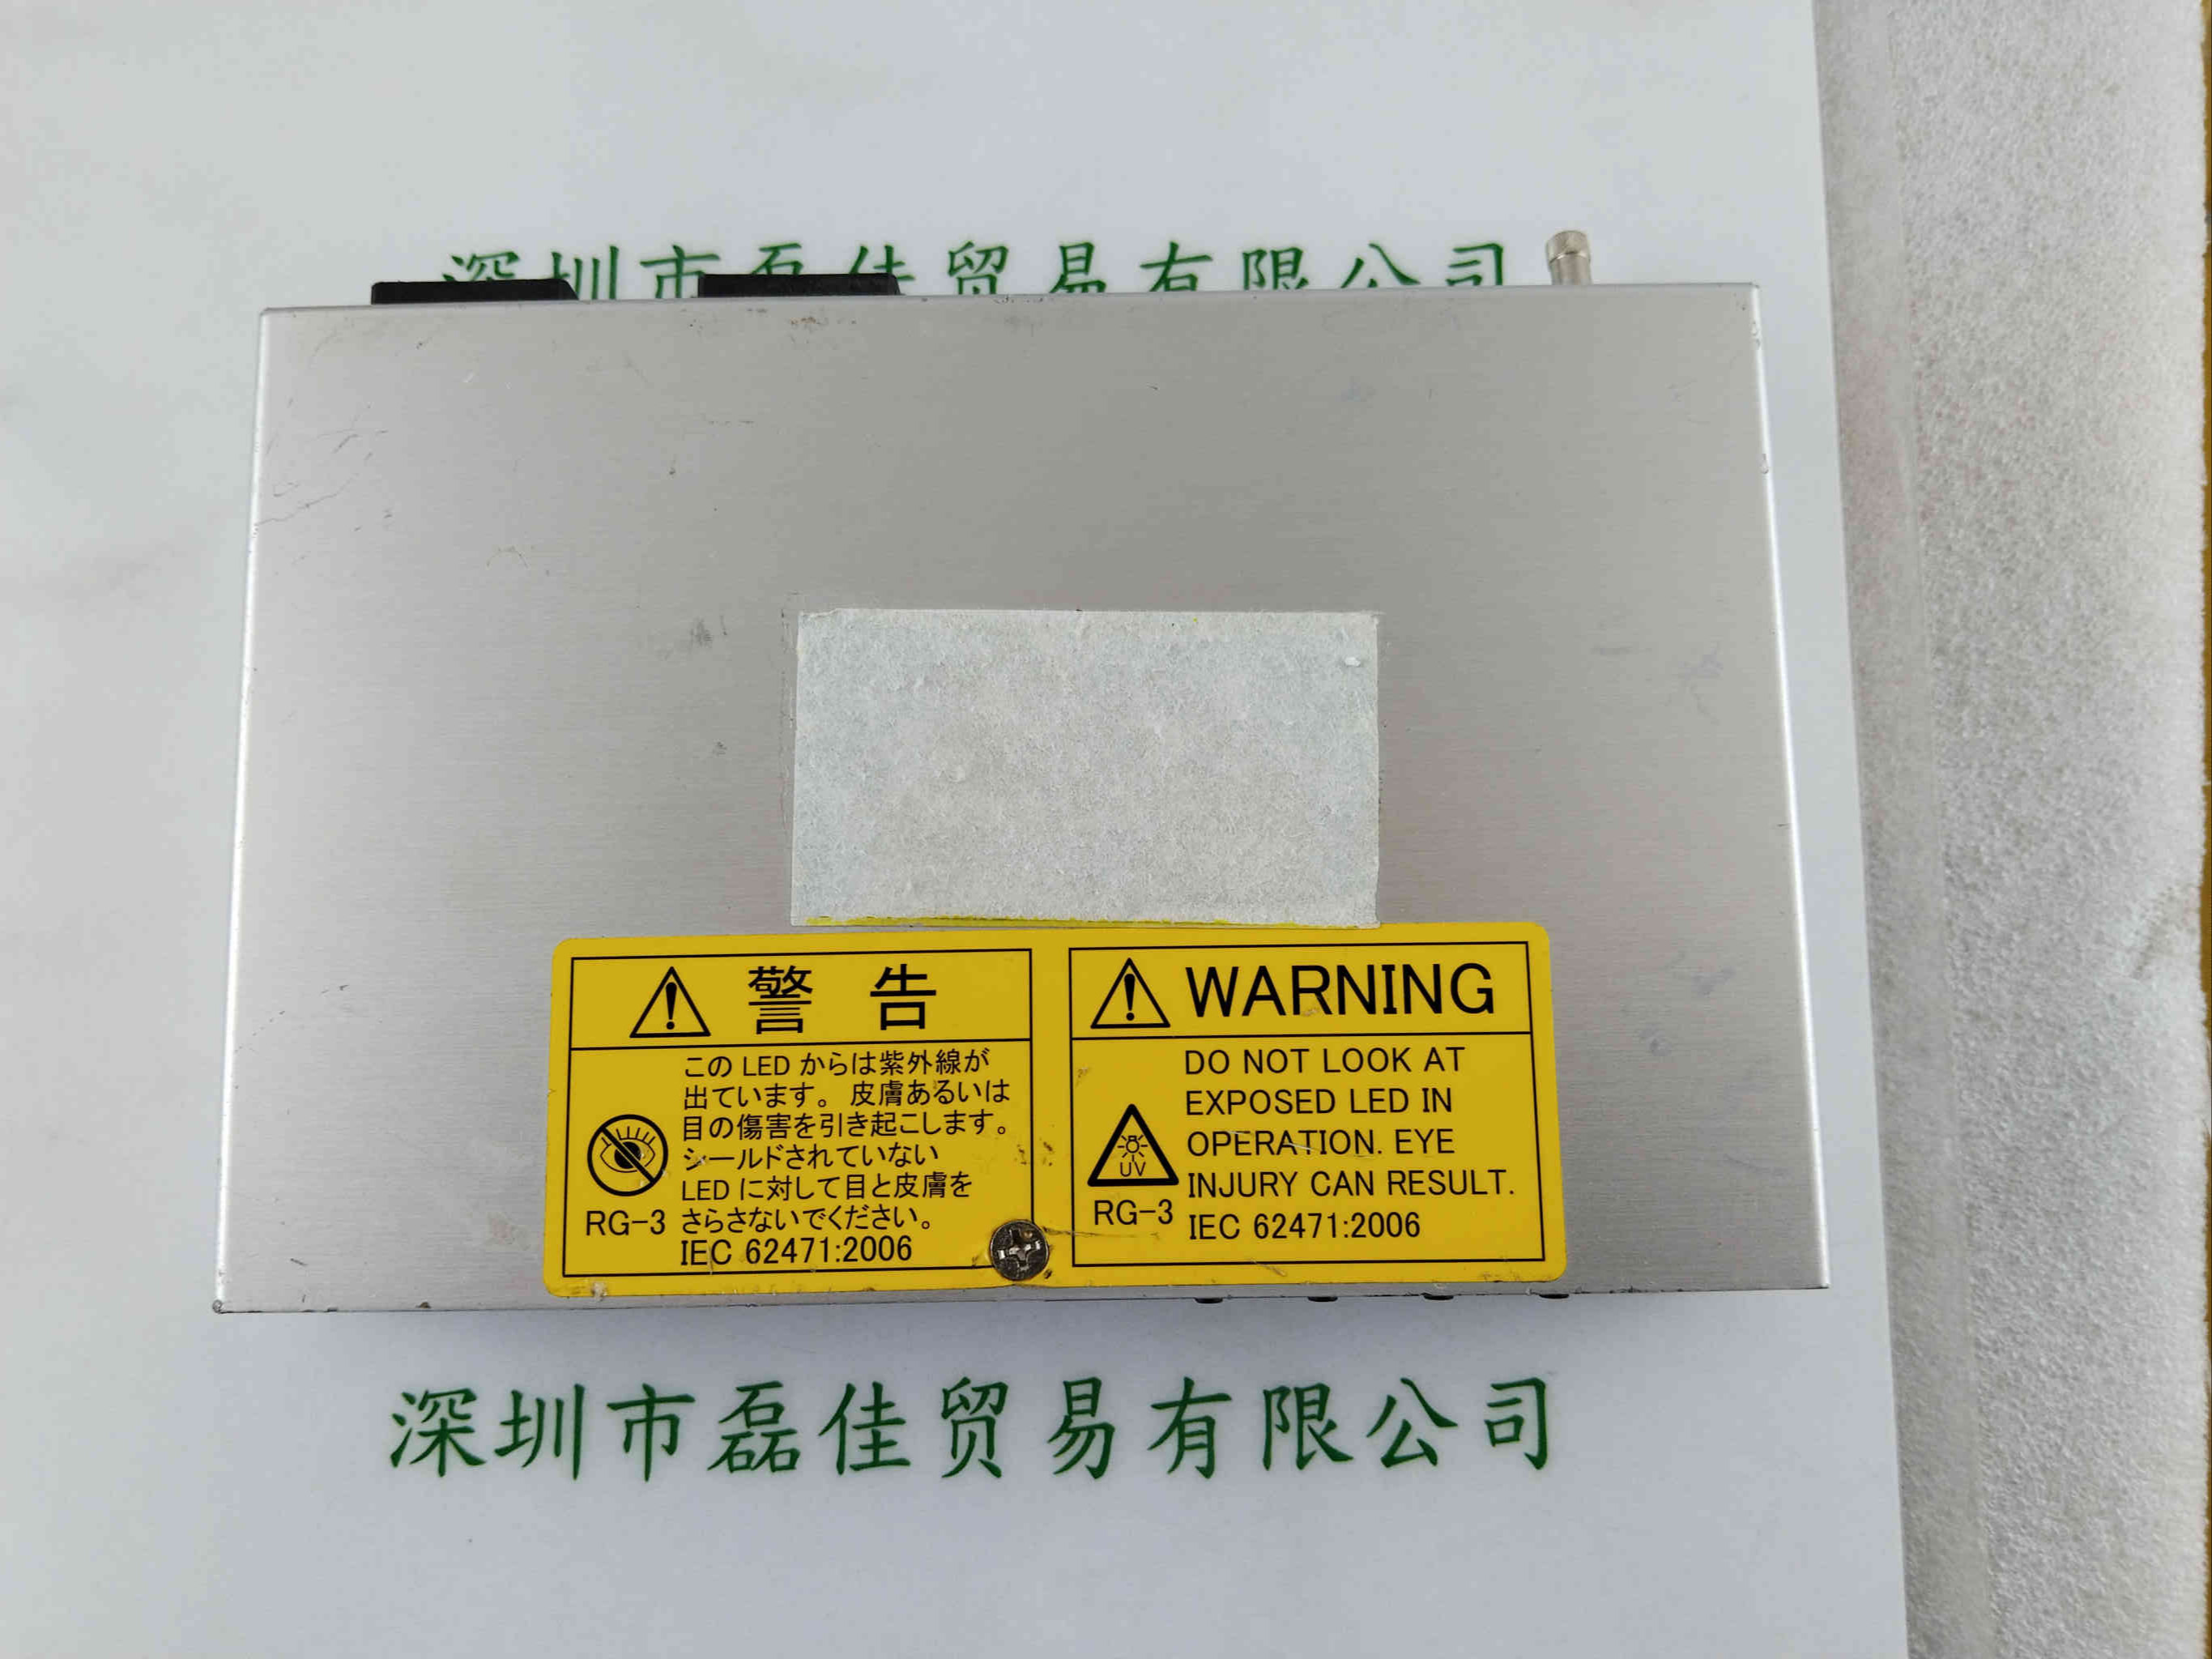 深圳市磊佳贸易有限公司
警告
このLEDからは紫外線が
出ています。皮膚あるいは
目の傷害を引き起こします。
シールドされていない
LEDに対して目と皮膚を
さらさないでください。
RG-3
IEC 62471:2006
WARNING
DO NOT LOOK AT
EXPOSED LED IN
OPERATION. EYE
INJURY CAN RESULT.
IEC 62471:2006
UV
RG-3
深圳市磊佳贸易有限公司